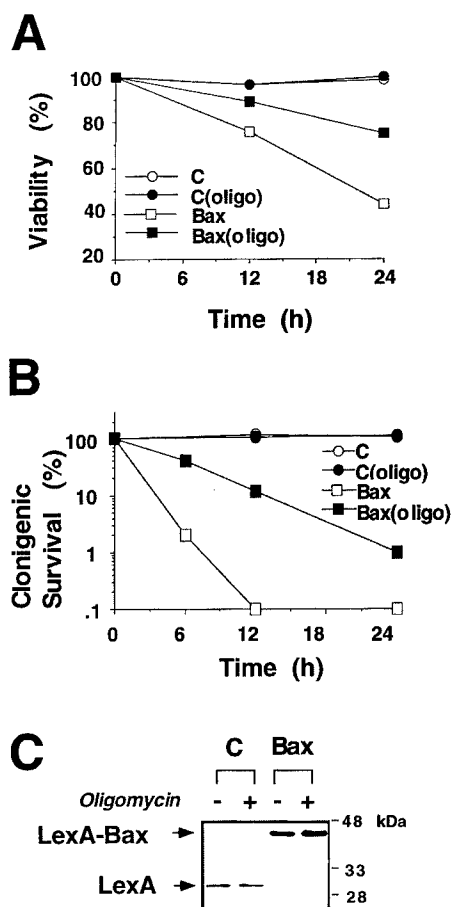 A
Viability (%)
100
80
60
40
20
C
C(oligo)
Bax
Bax(oligo)
0 6 12 18 24
Time (h)
B
Clonigenic
Survival (%)
100
10
1
.1
C
C(oligo)
Bax
Bax(oligo)
0 6 12 18 24
Time (h)
C
C Bax
Oligomycin - + - +
48 kDa
LexA-Bax
33
LexA
28